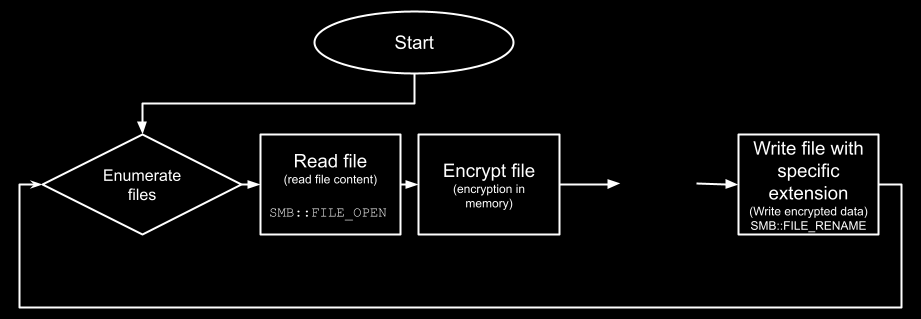 Start
Enumerate
files
Read file
(read file content)
SMB::FILE_OPEN
Encrypt file
(encryption in
memory)
Write file with
specific
extension
(Write encrypted data)
SMB::FILE_RENAME